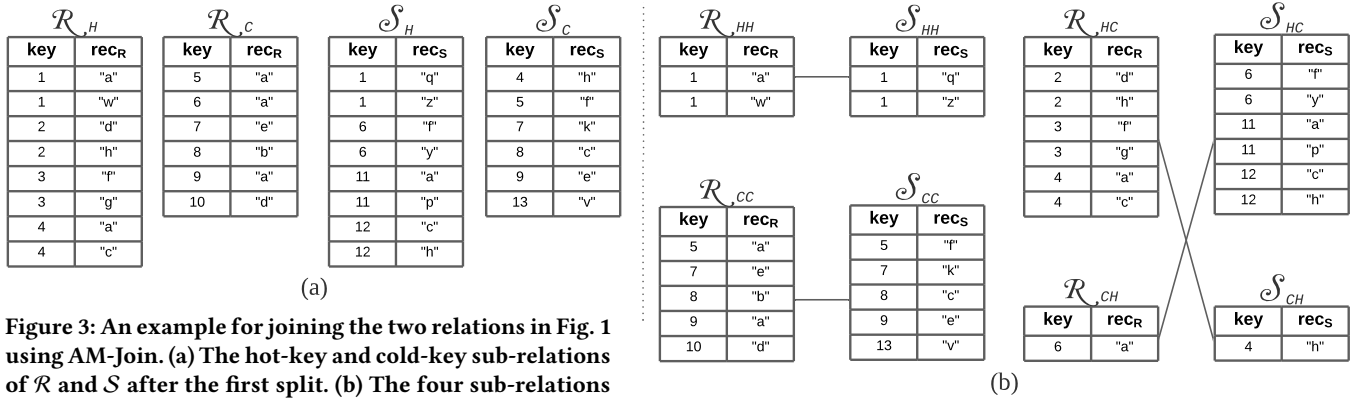 R_H
key rec_R
1 "a"
1 "w"
2 "d"
2 "h"
3 "f"
3 "g"
4 "a"
4 "c"
R_C
key rec_R
5 "a"
6 "a"
7 "e"
8 "b"
9 "a"
10 "d"
S_H
key rec_S
1 "q"
1 "z"
6 "f"
6 "y"
11 "a"
11 "p"
12 "c"
12 "h"
S_C
key rec_S
4 "h"
5 "f"
7 "k"
8 "c"
9 "e"
13 "v"
(a)
Figure 3: An example for joining the two relations in Fig. 1
using AM-Join. (a) The hot-key and cold-key sub-relations
of R and S after the first split. (b) The four sub-relations
R_HH
key rec_R
1 "a"
1 "w"
S_HH
key rec_S
1 "q"
1 "z"
R_CC
key rec_R
5 "a"
7 "e"
8 "b"
9 "a"
10 "d"
S_CC
key rec_S
5 "f"
7 "k"
8 "c"
9 "e"
13 "v"
R_HC
key rec_R
2 "d"
2 "h"
3 "f"
3 "g"
4 "a"
4 "c"
S_HC
key rec_S
6 "f"
6 "y"
11 "a"
11 "p"
12 "c"
12 "h"
R_CH
key rec_R
6 "a"
S_CH
key rec_S
4 "h"
(b)